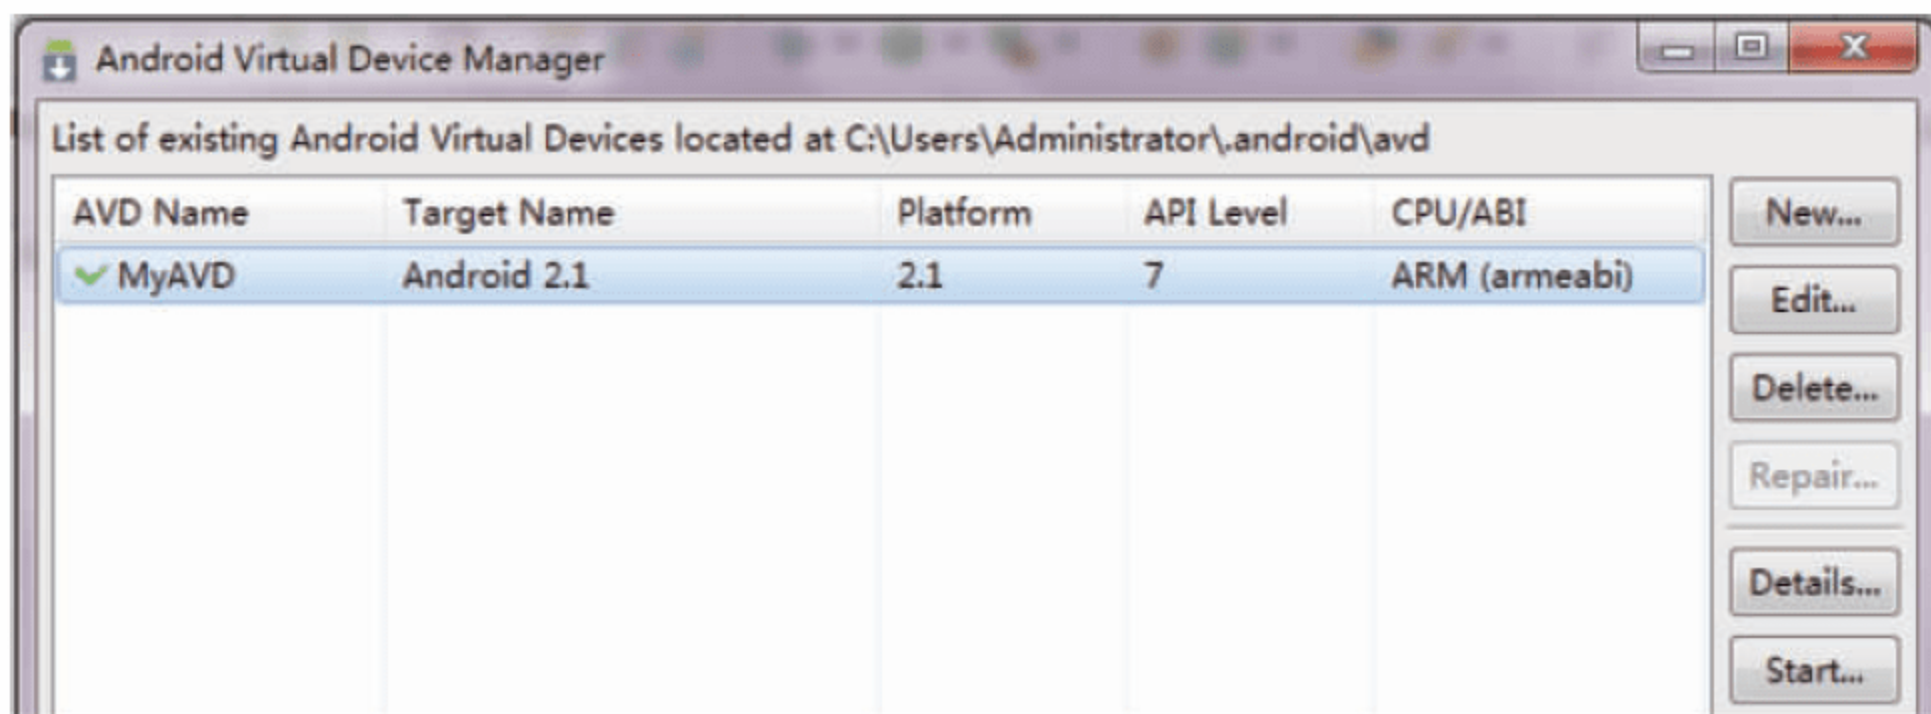 Android Virtual Device Manager
List of existing Android Virtual Devices located at C:\Users\Administrator\.android\avd
AVD Name Target Name Platform API Level CPU/ABI
MyAVD Android 2.1 2.1 7 ARM (armeabi)
New...
Edit...
Delete...
Repair...
Details...
Start...